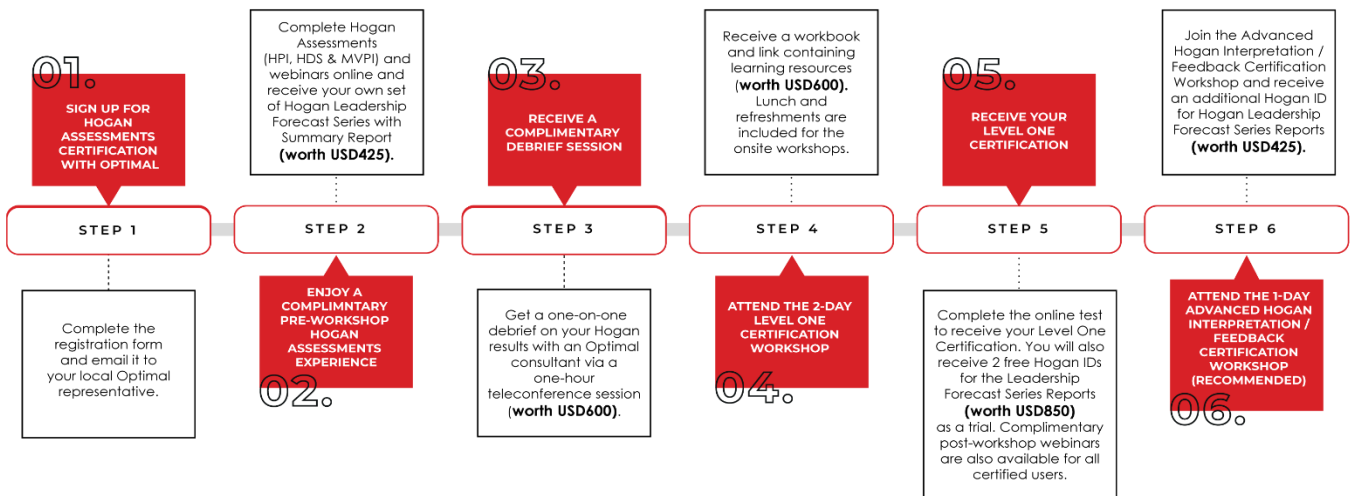 01.
SIGN UP FOR
HOGAN
ASSESSMENTS
CERTIFICATION
WITH OPTIMAL
STEP 1
Complete the
registration form
and email it to
your local Optimal
representative.
Complete Hogan
Assessments
(HPI, HDS & MVPI) and
webinars online and
receive your own set
of Hogan Leadership
Forecast Series with
Summary Report
(worth USD425).
STEP 2
ENJOY A
COMPLIMNTARY
PRE-WORKSHOP
HOGAN
ASSESSMENTS
EXPERIENCE
02.
03.
RECEIVE A
COMPLIMENTARY
DEBRIEF SESSION
STEP 3
Get a one-on-one
debrief on your Hogan
results with an Optimal
consultant via a
one-hour
teleconference session
(worth USD600).
Receive a workbook
and link containing
learning resources
(worth USD600).
Lunch and
refreshments are
included for the
onsite workshops.
STEP 4
ATTEND THE 2-DAY
LEVEL ONE
CERTIFICATION
WORKSHOP
04.
05.
RECEIVE YOUR
LEVEL ONE
CERTIFICATION
STEP 5
Complete the online test
to receive your Level One
Certification. You will also
receive 2 free Hogan IDs
for the Leadership
Forecast Series Reports
(worth USD850)
as a trial. Complimentary
post-workshop webinars
are also available for all
certified users.
Join the Advanced
Hogan Interpretation /
Feedback Certification
Workshop and receive
an additional Hogan ID
for Hogan Leadership
Forecast Series Reports
(worth USD425).
STEP 6
ATTEND THE 1-DAY
ADVANCED HOGAN
INTERPRETATION /
FEEDBACK
CERTIFICATION
WORKSHOP
(RECOMMENDED)
06.